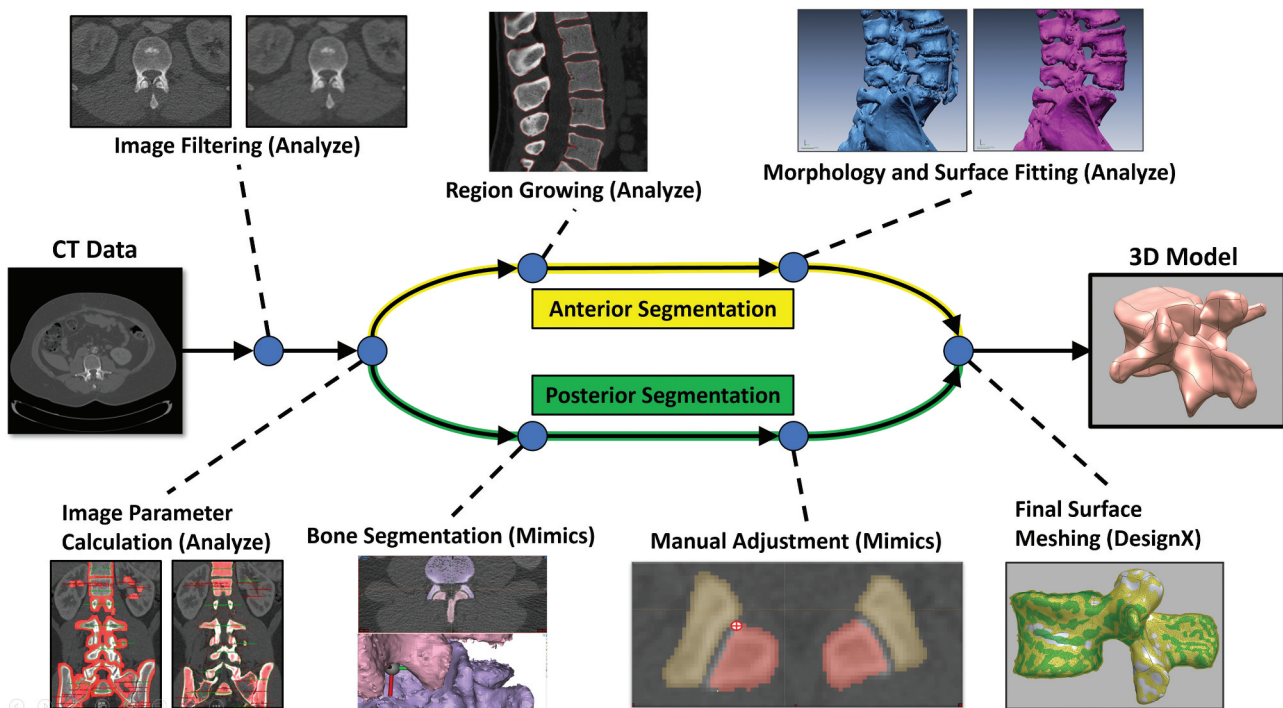 Image Filtering (Analyze)
Region Growing (Analyze)
Morphology and Surface Fitting (Analyze)
CT Data
3D Model
Anterior Segmentation
Posterior Segmentation
Image Parameter
Calculation (Analyze)
Bone Segmentation (Mimics)
Manual Adjustment (Mimics)
Final Surface
Meshing (DesignX)